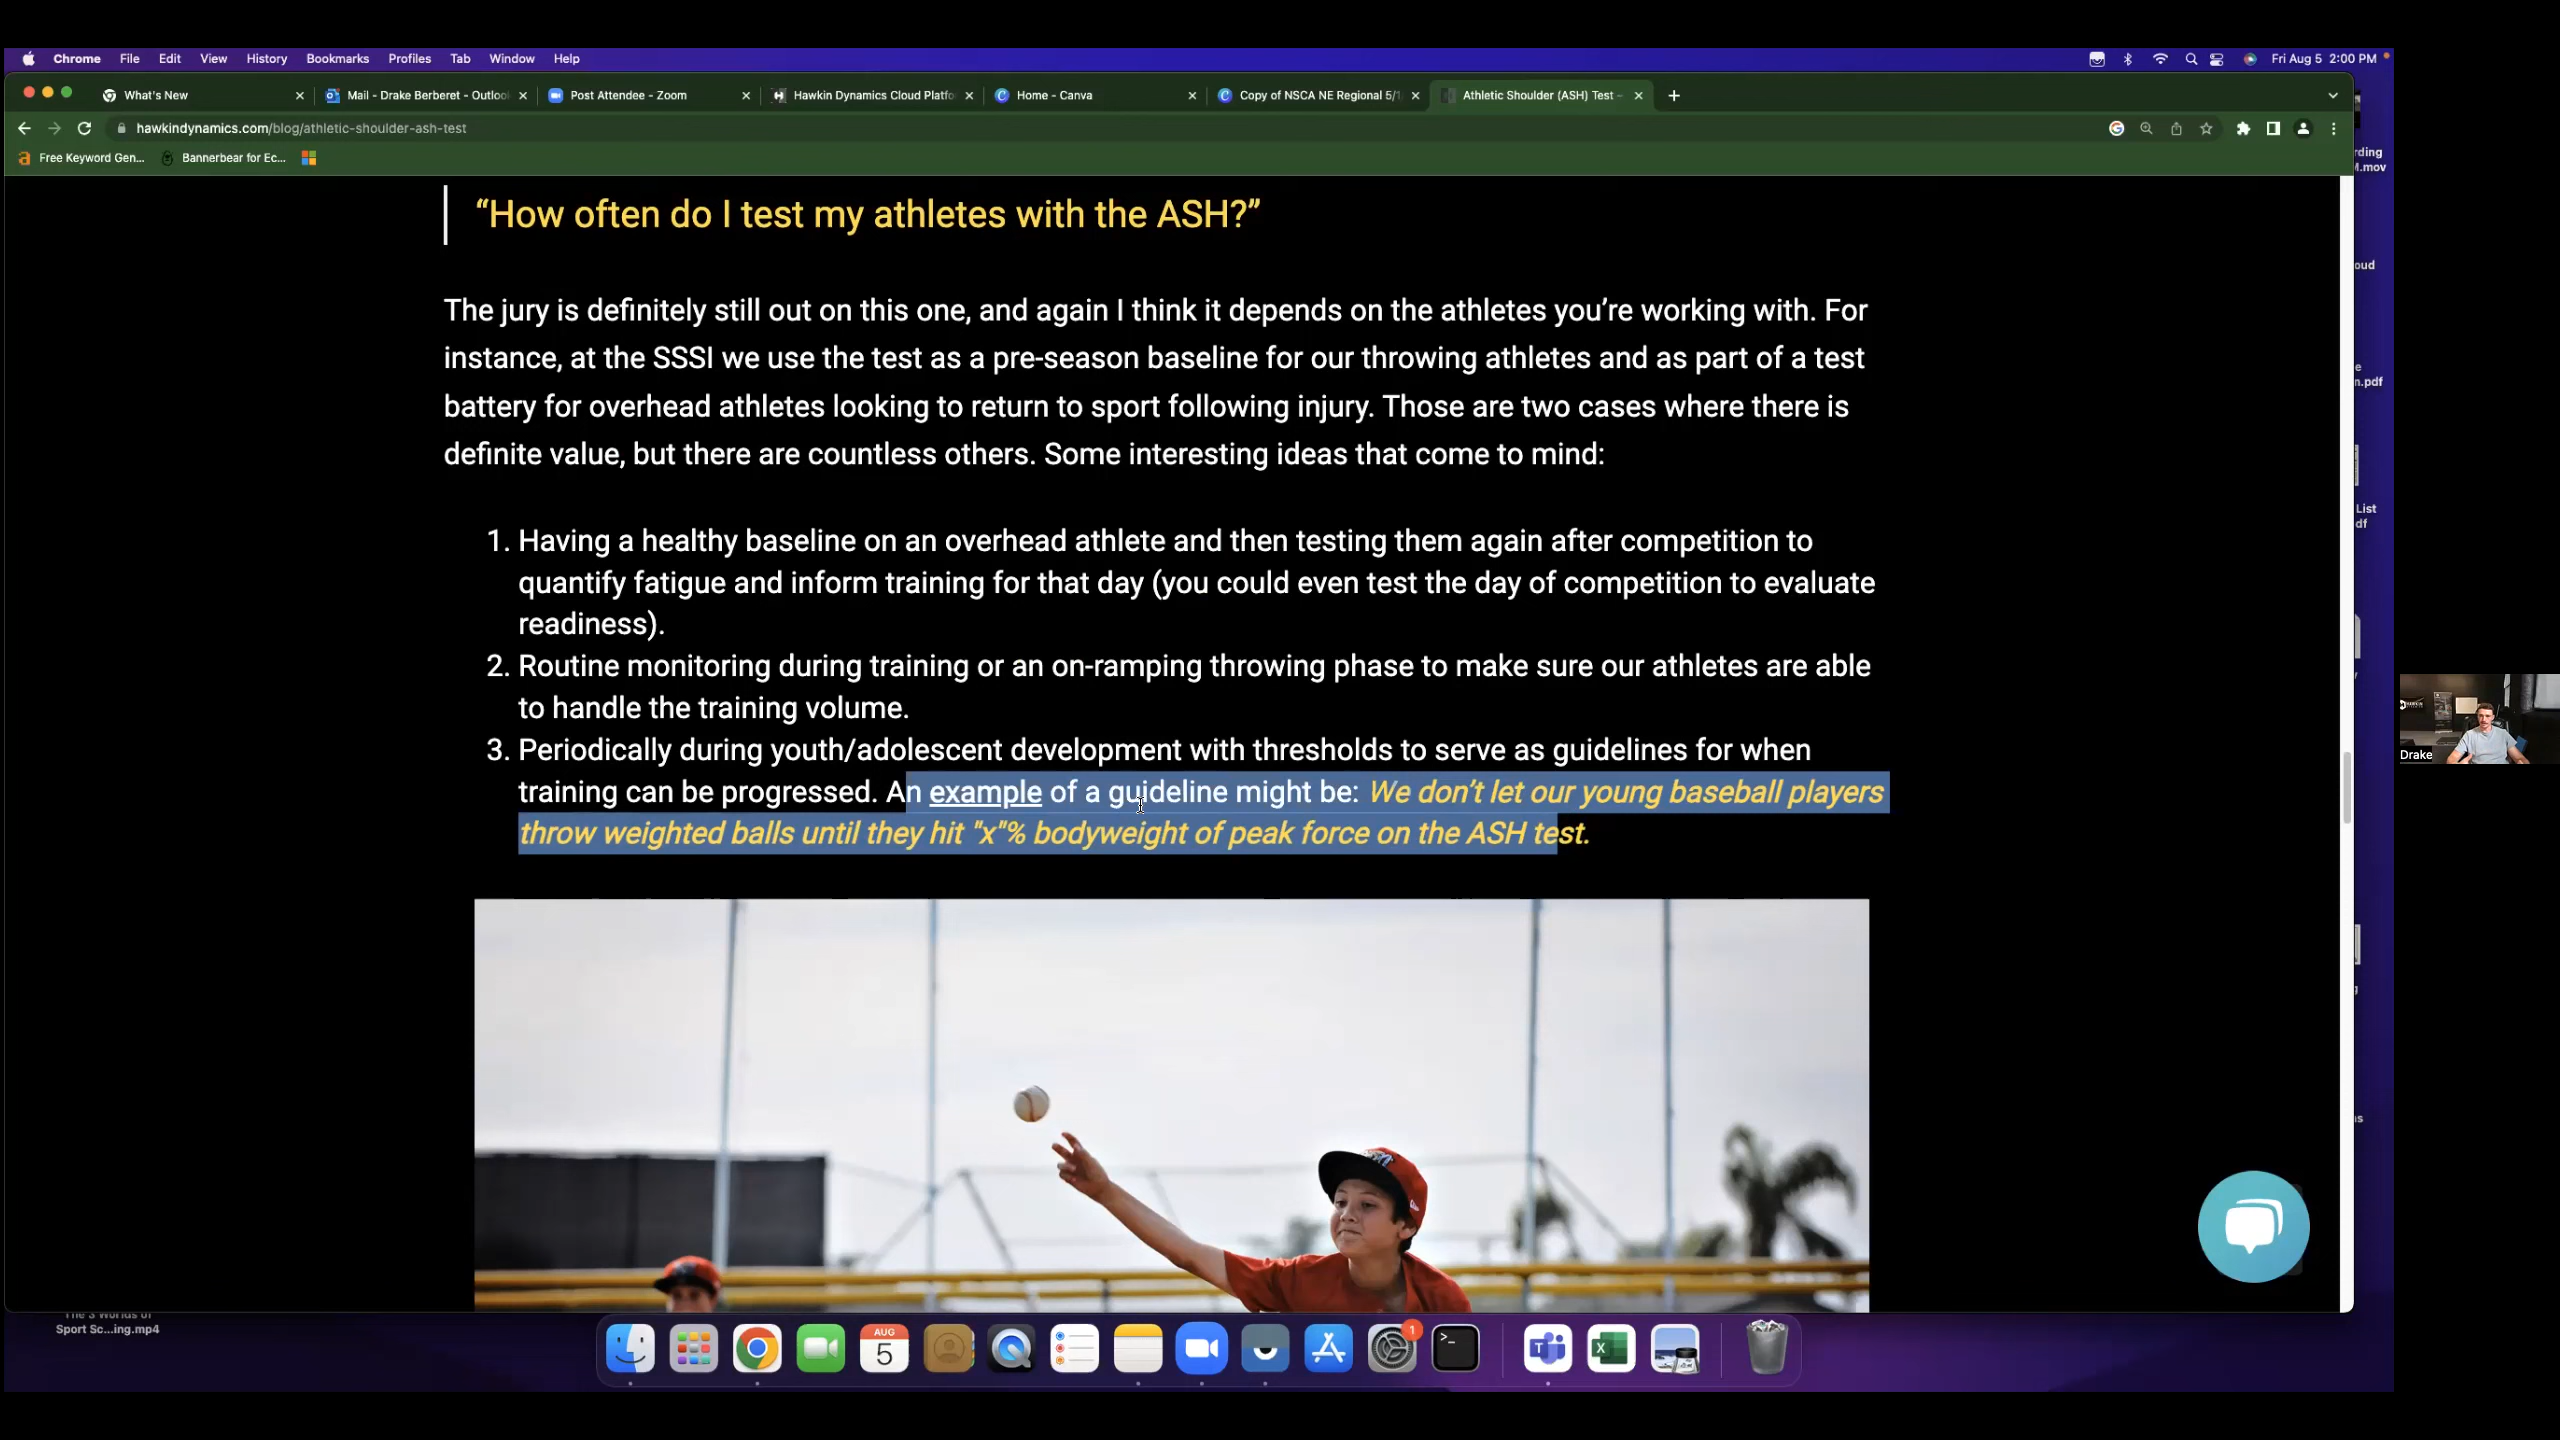 Chrome File Edit View History Bookmarks Profiles Tab Window Help
Fri Aug 5 2:00 PM
What's New
Mail - Drake Berberet - Outloo
Post Attendee - Zoom
Hawkin Dynamics Cloud Platfo
Home - Canva
Copy of NSCA NE Regional 5/1
Athletic Shoulder (ASH) Test -
hawkindynamics.com/blog/athletic-shoulder-ash-test
Free Keyword Gen...
Bannerbear for Ec...
“How often do I test my athletes with the ASH?”
The jury is definitely still out on this one, and again I think it depends on the athletes you’re working with. For
instance, at the SSSI we use the test as a pre-season baseline for our throwing athletes and as part of a test
battery for overhead athletes looking to return to sport following injury. Those are two cases where there is
definite value, but there are countless others. Some interesting ideas that come to mind:
1. Having a healthy baseline on an overhead athlete and then testing them again after competition to
quantify fatigue and inform training for that day (you could even test the day of competition to evaluate
readiness).
2. Routine monitoring during training or an on-ramping throwing phase to make sure our athletes are able
to handle the training volume.
3. Periodically during youth/adolescent development with thresholds to serve as guidelines for when
training can be progressed. An example of a guideline might be: We don’t let our young baseball players
throw weighted balls until they hit "x"% bodyweight of peak force on the ASH test.
rding
M.mov
oud
e
n.pdf
List
df
Drake
Sport Sc...ing.mp4
AUG
5
1